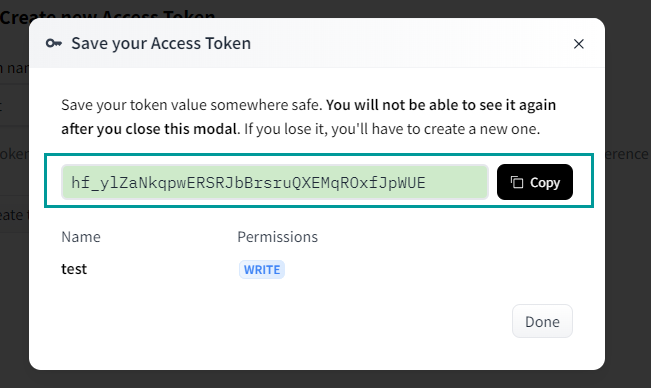 Create new Access Token
Save your Access Token
Save your token value somewhere safe. You will not be able to see it again
after you close this modal. If you lose it, you'll have to create a new one.
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
Copy
Name Permissions
test WRITE
Done